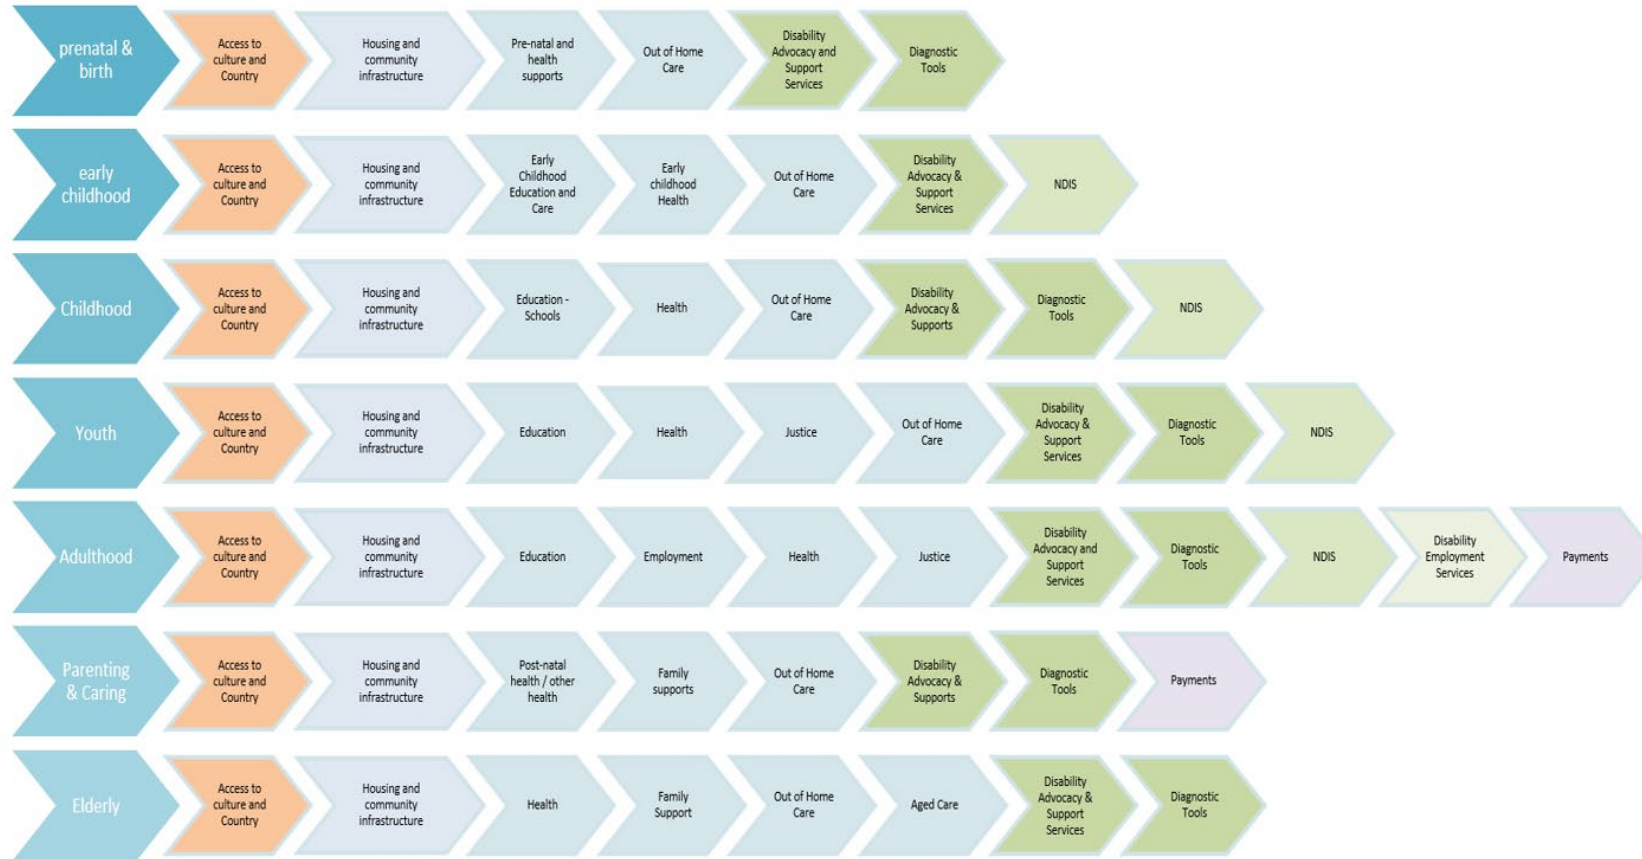 prenatal &
birth
Access to
culture and
Country
Housing and
community
infrastructure
Pre-natal and
health
supports
Out of Home
Care
Disability
Advocacy and
Support
Services
Diagnostic
Tools
early
childhood
Access to
culture and
Country
Housing and
community
infrastructure
Early
Childhood
Education and
Care
Early
childhood
Health
Out of Home
Care
Disability
Advocacy &
Support
Services
NDIS
Childhood
Access to
culture and
Country
Housing and
community
infrastructure
Education -
Schools
Health
Out of Home
Care
Disability
Advocacy &
Supports
Diagnostic
Tools
NDIS
Youth
Access to
culture and
Country
Housing and
community
infrastructure
Education
Health
Justice
Out of Home
Care
Disability
Advocacy &
Support
Services
Diagnostic
Tools
NDIS
Adulthood
Access to
culture and
Country
Housing and
community
infrastructure
Education
Employment
Health
Justice
Disability
Advocacy and
Support
Services
Diagnostic
Tools
NDIS
Disability
Employment
Services
Payments
Parenting
& Caring
Access to
culture and
Country
Housing and
community
infrastructure
Post-natal
health / other
health
Family
supports
Out of Home
Care
Disability
Advocacy &
Supports
Diagnostic
Tools
Payments
Elderly
Access to
culture and
Country
Housing and
community
infrastructure
Health
Family
Support
Out of Home
Care
Aged Care
Disability
Advocacy &
Support
Services
Diagnostic
Tools